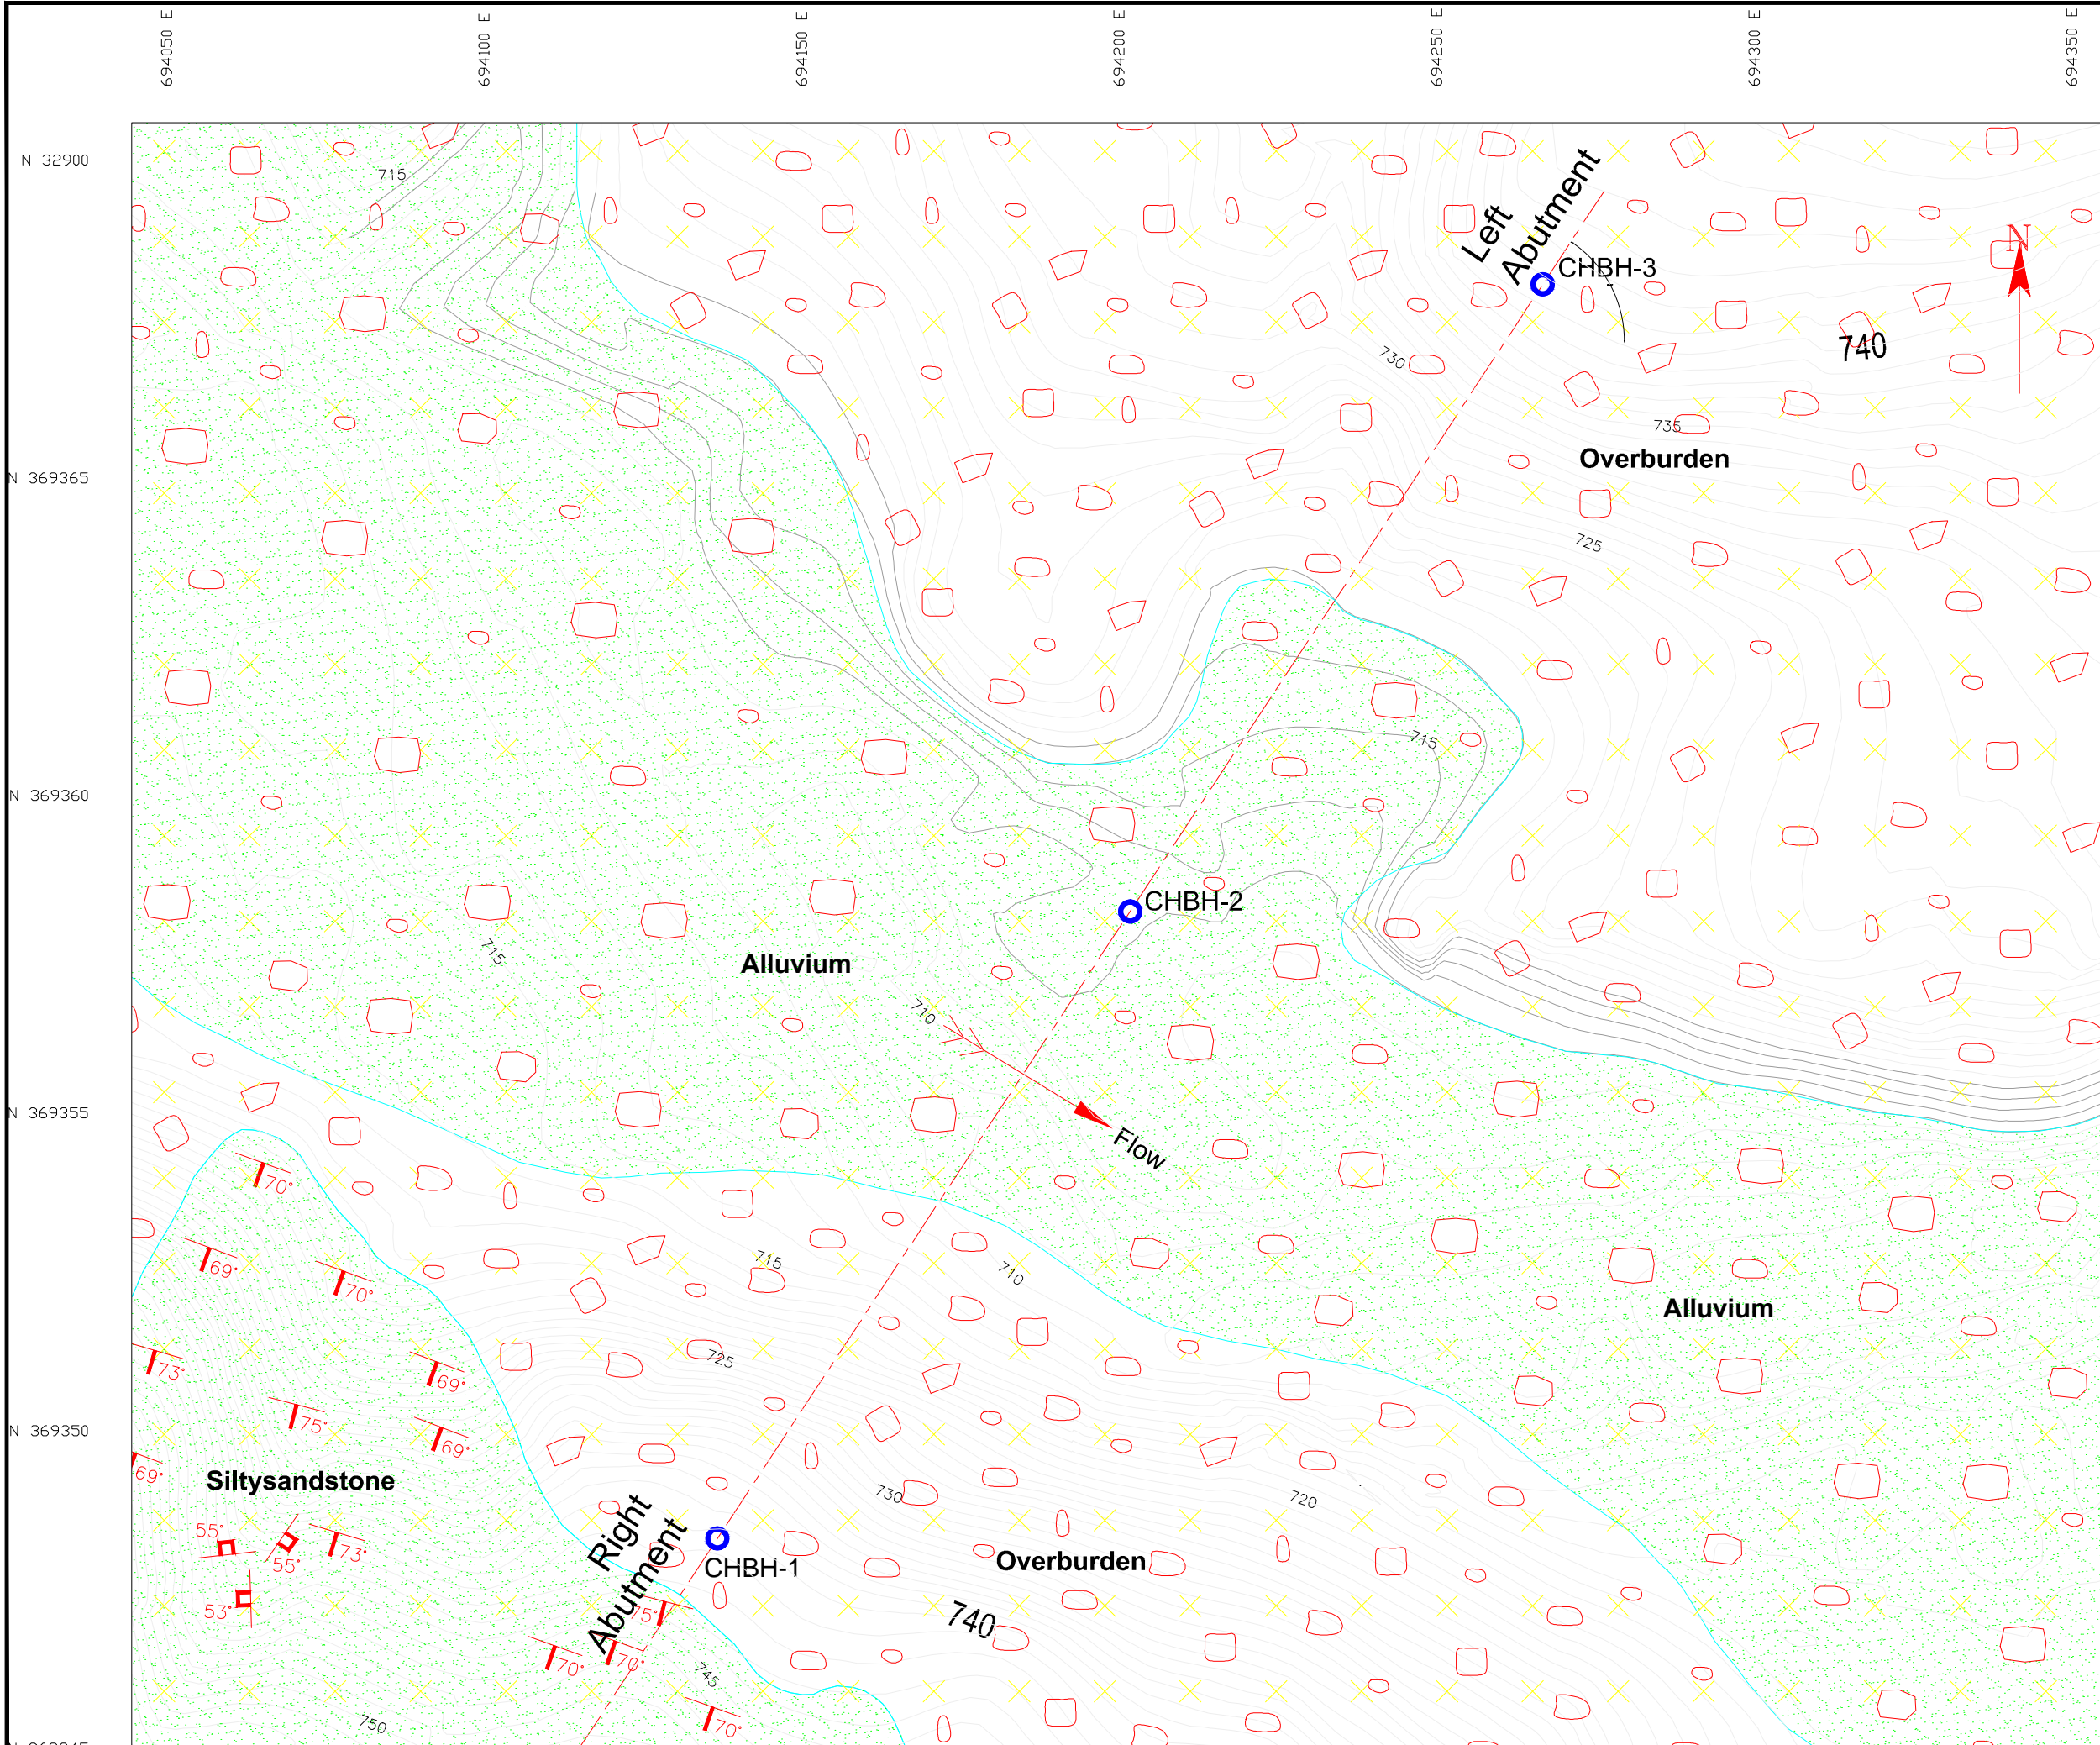 694050 E
694100 E
694150 E
694200 E
694250 E
694300 E
694350 E
N 32900
715
Left
Abutment
CHBH-3
N
740
730
735
Overburden
N 369365
725
715
N 369360
CHBH-2
715
Alluvium
710
N 369355
Flow
70°
69°
70°
715
710
Alluvium
73°
69°
725
75°
69°
N 369350
69°
Siltysandstone
730
720
Right
Abutment
55°
55°
73°
CHBH-1
Overburden
53°
75°
740
70°
70°
745
70°
750